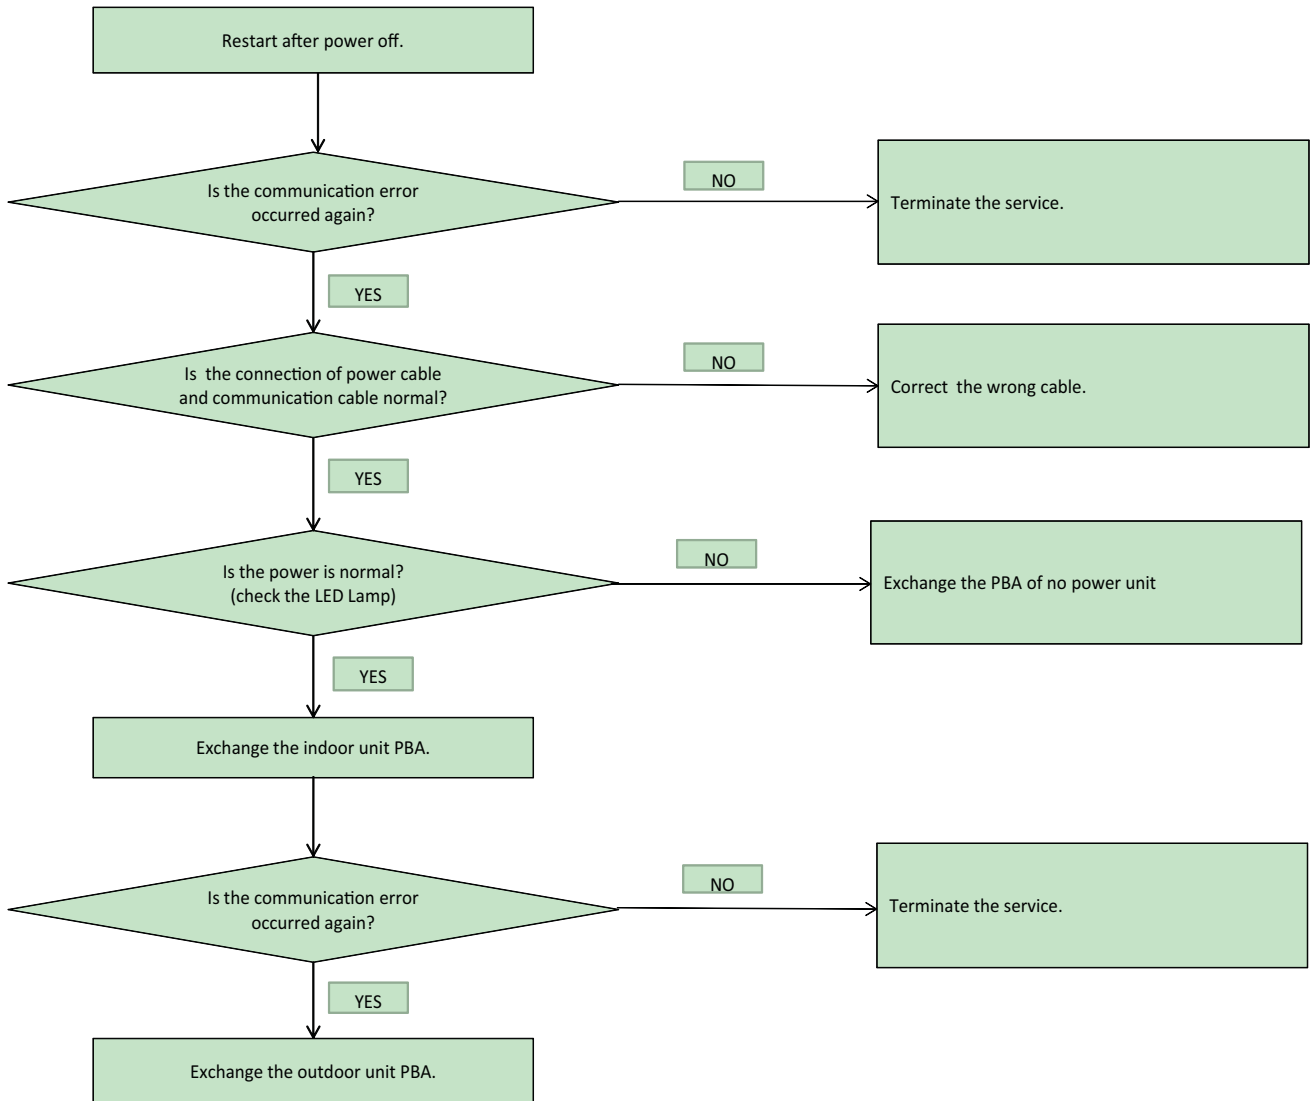 Restart after power off.
Is the communication error
occurred again?
NO
Terminate the service.
YES
Is  the connection of power cable
and communication cable normal?
NO
Correct  the wrong cable.
YES
Is the power is normal?
(check the LED Lamp)
NO
Exchange the PBA of no power unit
YES
Exchange the indoor unit PBA.
Is the communication error
occurred again?
NO
Terminate the service.
YES
Exchange the outdoor unit PBA.